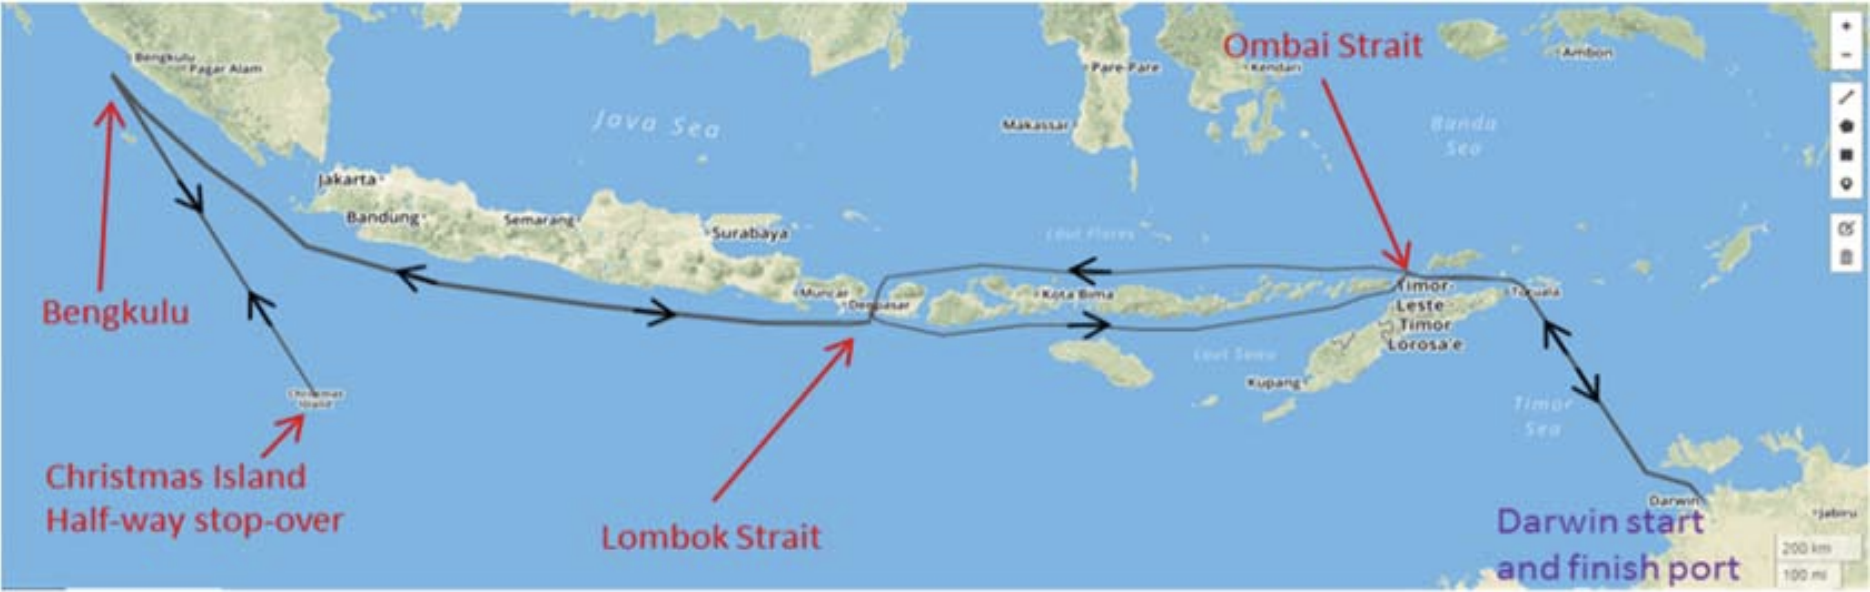 Ombai Strait
Bengkulu
Pagar Alam
Pare-Pare
Kendari
Ambon
Java Sea
Makassar
Banda
Sea
Jakarta
Bandung
Semarang
Surabaya
Laut Flores
Muncar
Denpasar
Kota Bima
Timor-
Leste
Timor
Lorosa'e
Tutuala
Bengkulu
Laut Sawu
Kupang
Christmas
Island
Timor
Sea
Christmas Island
Half-way stop-over
Lombok Strait
Darwin
Jabiru
Darwin start
and finish port
200 km
100 mi